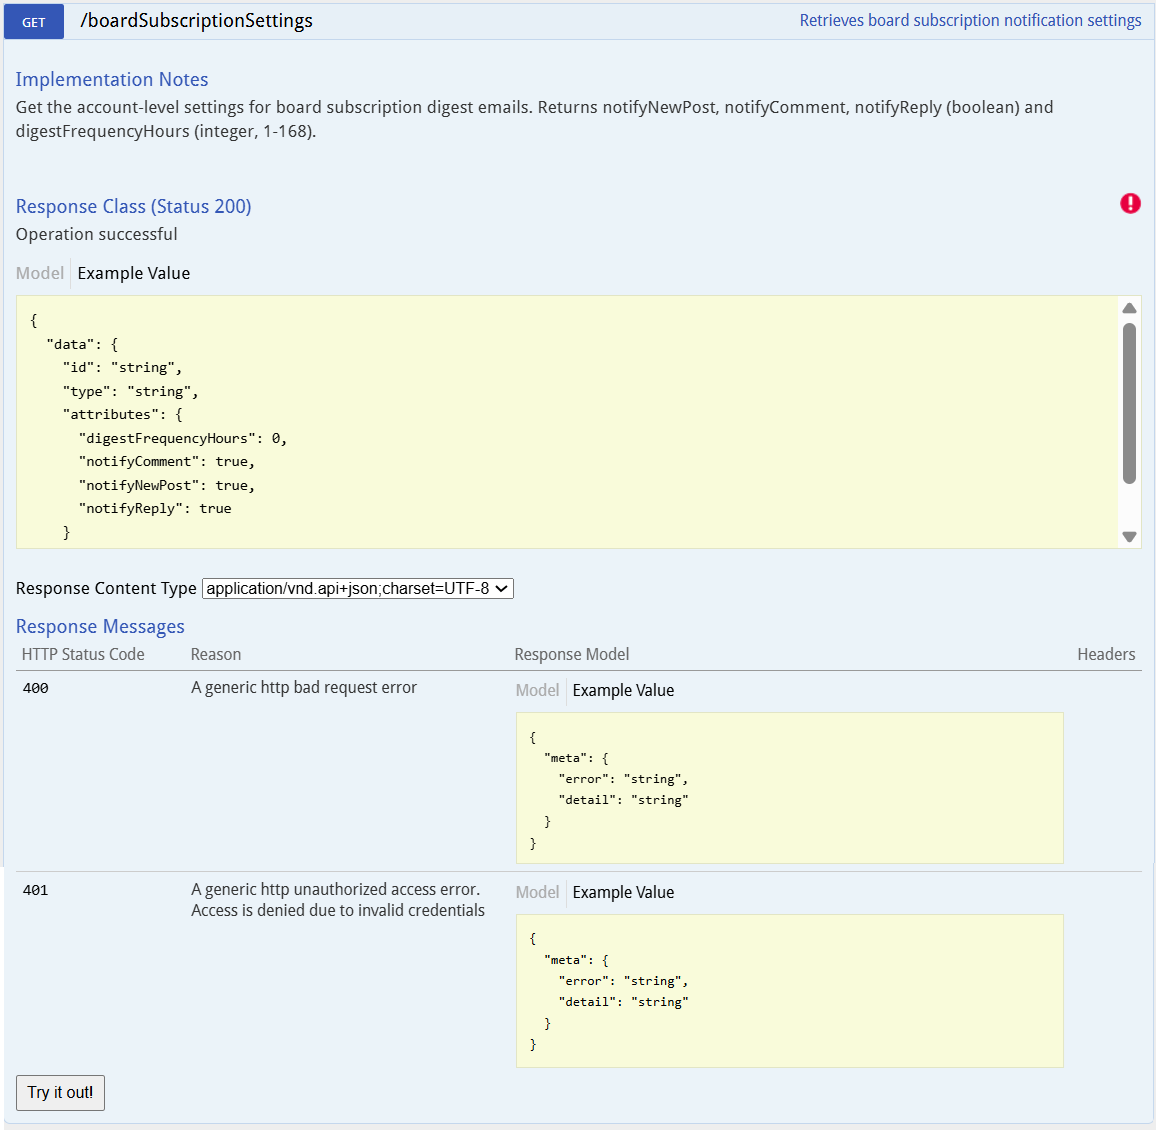 GET /boardSubscriptionSettings Retrieves board subscription notification settings
Implementation Notes
Get the account-level settings for board subscription digest emails. Returns notifyNewPost, notifyComment, notifyReply (boolean) and
digestFrequencyHours (integer, 1-168).
Response Class (Status 200)
Operation successful
Model Example Value
{
  "data": {
    "id": "string",
    "type": "string",
    "attributes": {
      "digestFrequencyHours": 0,
      "notifyComment": true,
      "notifyNewPost": true,
      "notifyReply": true
    }
Response Content Type application/vnd.api+json;charset=UTF-8
Response Messages
HTTP Status Code Reason Response Model Headers
400 A generic http bad request error Model Example Value
{
  "meta": {
    "error": "string",
    "detail": "string"
  }
}
401 A generic http unauthorized access error. Model Example Value
Access is denied due to invalid credentials
{
  "meta": {
    "error": "string",
    "detail": "string"
  }
}
Try it out!